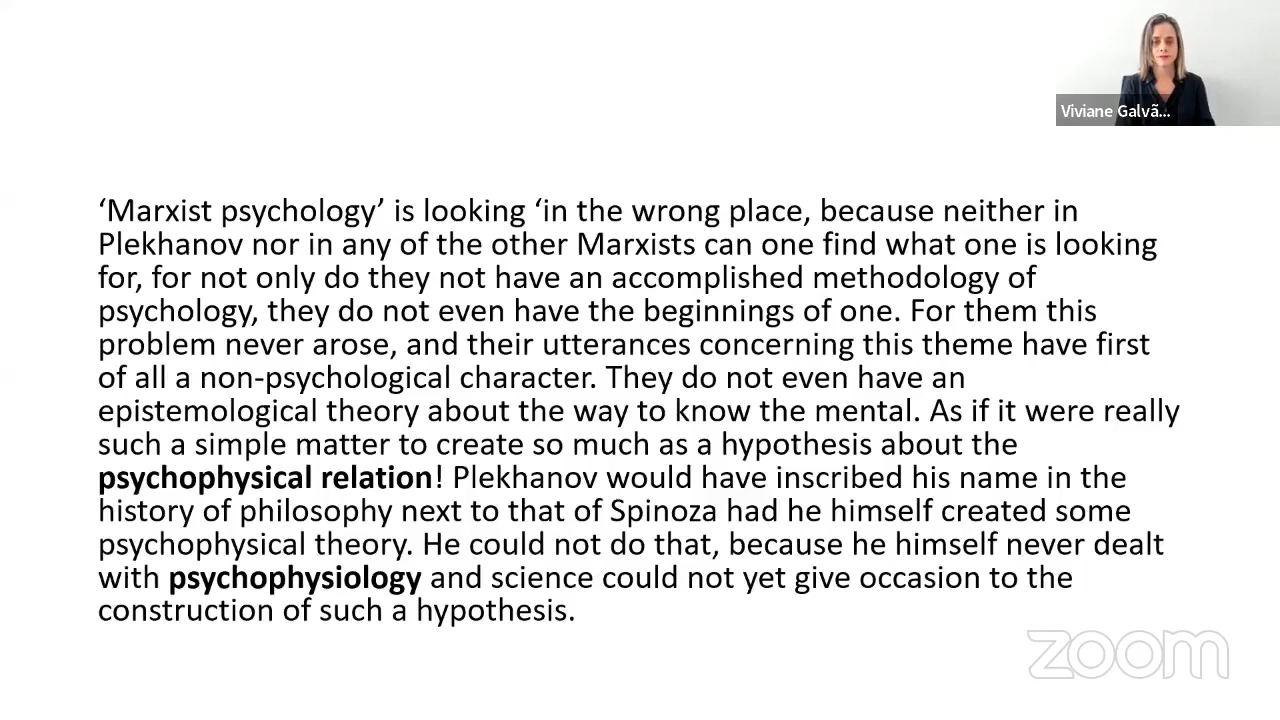 Viviane Galvã...
‘Marxist psychology’ is looking ‘in the wrong place, because neither in
Plekhanov nor in any of the other Marxists can one find what one is looking
for, for not only do they not have an accomplished methodology of
psychology, they do not even have the beginnings of one. For them this
problem never arose, and their utterances concerning this theme have first
of all a non-psychological character. They do not even have an
epistemological theory about the way to know the mental. As if it were really
such a simple matter to create so much as a hypothesis about the
psychophysical relation! Plekhanov would have inscribed his name in the
history of philosophy next to that of Spinoza had he himself created some
psychophysical theory. He could not do that, because he himself never dealt
with psychophysiology and science could not yet give occasion to the
construction of such a hypothesis.
zoom